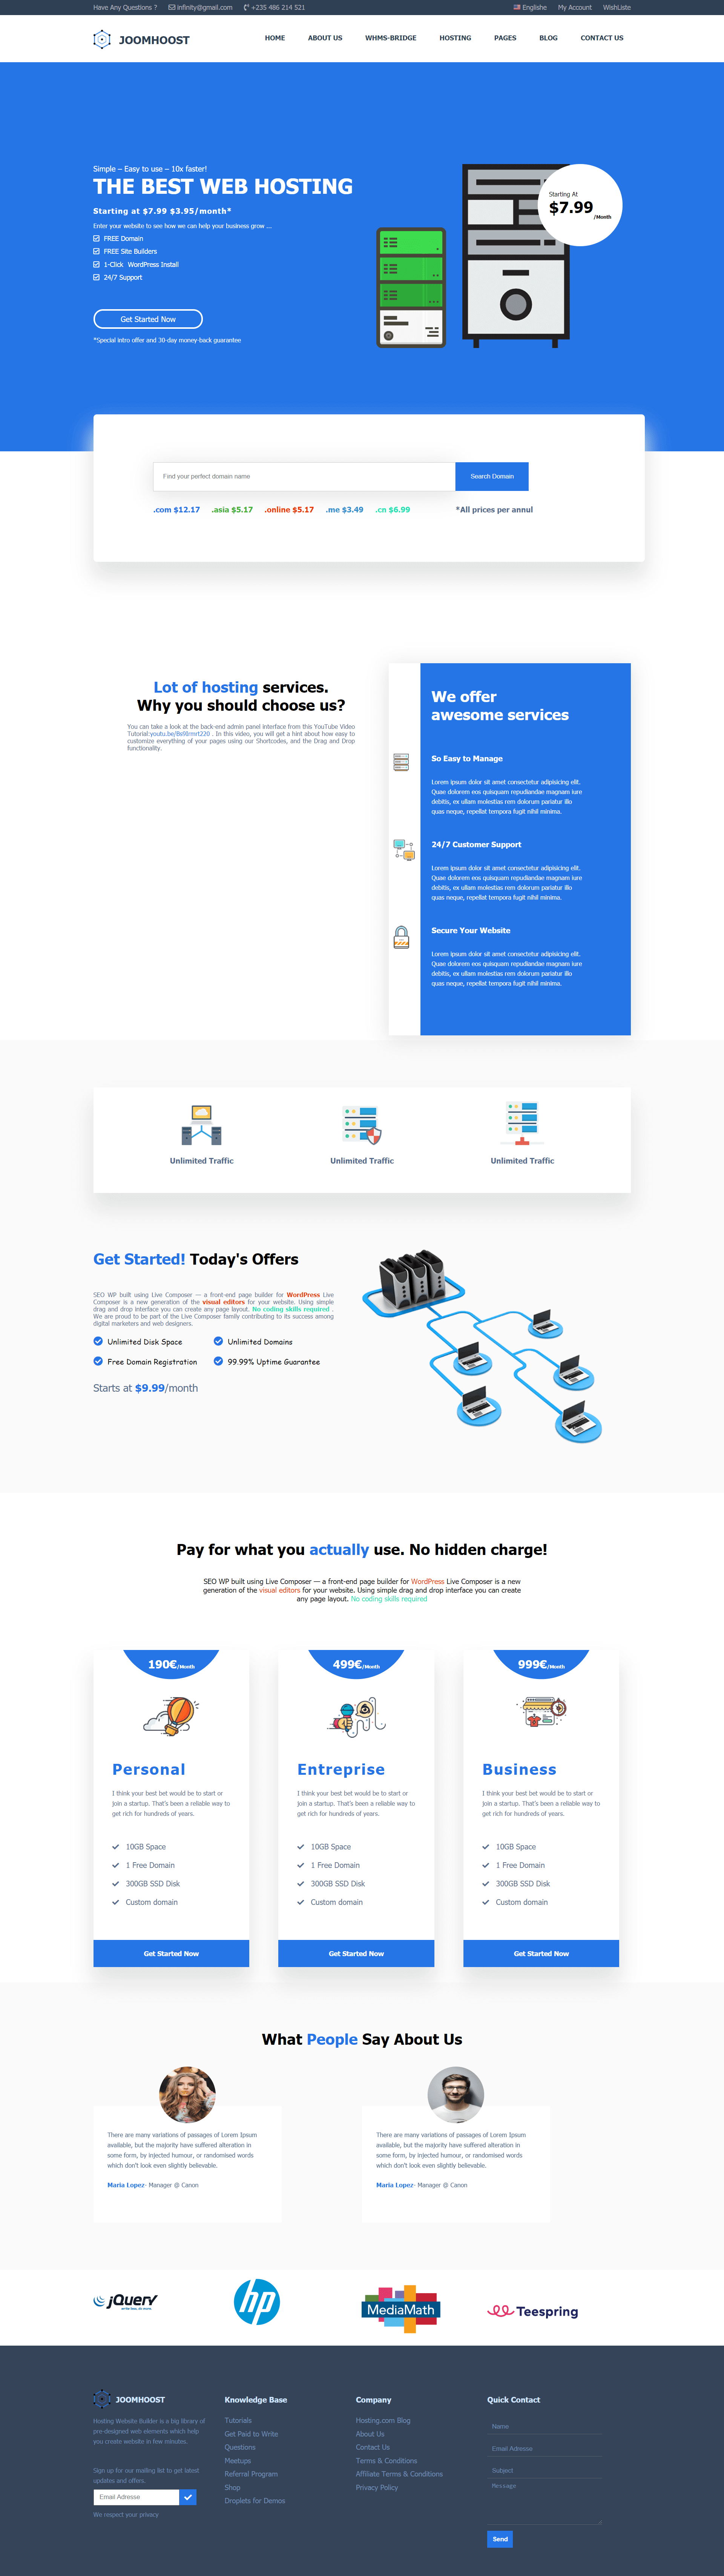 Have Any Questions ? infinity@gmail.com +235 486 214 521 Englishe My Account WishListe
JOOMHOOST HOME ABOUT US WHMS-BRIDGE HOSTING PAGES BLOG CONTACT US
Simple – Easy to use – 10x faster!
THE BEST WEB HOSTING
Starting at $7.99 $3.95/month*
Enter your website to see how we can help your business grow ...
FREE Domain
FREE Site Builders
1-Click WordPress Install
24/7 Support
Get Started Now
*Special intro offer and 30-day money-back guarantee
Starting At
$7.99 /Month
Find your perfect domain name Search Domain
.com $12.17 .asia $5.17 .online $5.17 .me $3.49 .cn $6.99 *All prices per annul
Lot of hosting services.
Why you should choose us?
You can take a look at the back-end admin panel interface from this YouTube Video
Tutorial:youtu.be/Bs9Jrmrt220 . In this video, you will get a hint about how easy to
customize everything of your pages using our Shortcodes, and the Drag and Drop
functionality.
We offer
awesome services
So Easy to Manage
Lorem ipsum dolor sit amet consectetur adipisicing elit.
Quae dolorem eos quisquam repudiandae magnam iure
debitis, ex ullam molestias rem dolorum pariatur illo
quas neque, repellat tempora fugit nihil minima.
24/7 Customer Support
Lorem ipsum dolor sit amet consectetur adipisicing elit.
Quae dolorem eos quisquam repudiandae magnam iure
debitis, ex ullam molestias rem dolorum pariatur illo
quas neque, repellat tempora fugit nihil minima.
Secure Your Website
Lorem ipsum dolor sit amet consectetur adipisicing elit.
Quae dolorem eos quisquam repudiandae magnam iure
debitis, ex ullam molestias rem dolorum pariatur illo
quas neque, repellat tempora fugit nihil minima.
Unlimited Traffic Unlimited Traffic Unlimited Traffic
Get Started! Today's Offers
SEO WP built using Live Composer — a front-end page builder for WordPress Live
Composer is a new generation of the visual editors for your website. Using simple
drag and drop interface you can create any page layout. No coding skills required .
We are proud to be part of the Live Composer family contributing to its success among
digital marketers and web designers.
Unlimited Disk Space Unlimited Domains
Free Domain Registration 99.99% Uptime Guarantee
Starts at $9.99/month
Pay for what you actually use. No hidden charge!
SEO WP built using Live Composer — a front-end page builder for WordPress Live Composer is a new
generation of the visual editors for your website. Using simple drag and drop interface you can create
any page layout. No coding skills required
190€/Month
Personal
I think your best bet would be to start or
join a startup. That's been a reliable way to
get rich for hundreds of years.
10GB Space
1 Free Domain
300GB SSD Disk
Custom domain
Get Started Now
499€/Month
Entreprise
I think your best bet would be to start or
join a startup. That's been a reliable way to
get rich for hundreds of years.
10GB Space
1 Free Domain
300GB SSD Disk
Custom domain
Get Started Now
999€/Month
Business
I think your best bet would be to start or
join a startup. That's been a reliable way to
get rich for hundreds of years.
10GB Space
1 Free Domain
300GB SSD Disk
Custom domain
Get Started Now
What People Say About Us
There are many variations of passages of Lorem Ipsum
available, but the majority have suffered alteration in
some form, by injected humour, or randomised words
which don't look even slightly believable.
Maria Lopez- Manager @ Canon
There are many variations of passages of Lorem Ipsum
available, but the majority have suffered alteration in
some form, by injected humour, or randomised words
which don't look even slightly believable.
Maria Lopez- Manager @ Canon
jQuery hp MediaMath Teespring
JOOMHOOST
Hosting Website Builder is a big library of
pre-designed web elements which help
you create website in few minutes.
Sign up for our mailing list to get latest
updates and offers.
Email Adresse
We respect your privacy
Knowledge Base
Tutorials
Get Paid to Write
Questions
Meetups
Referral Program
Shop
Droplets for Demos
Company
Hosting.com Blog
About Us
Contact Us
Terms & Conditions
Affiliate Terms & Conditions
Privacy Policy
Quick Contact
Name
Email Adresse
Subject
Message
Send